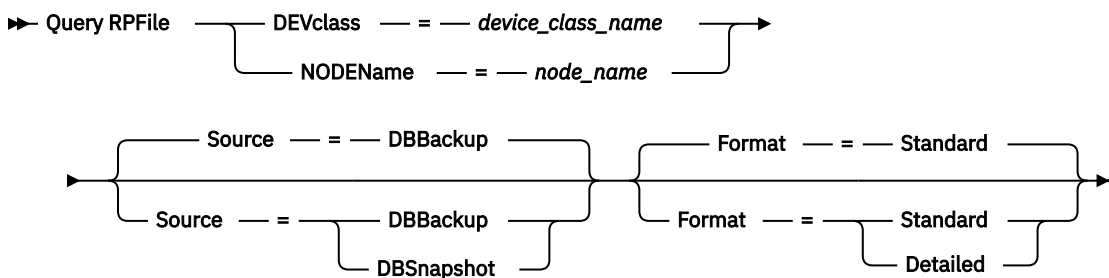 Query RPFile DEVclass = device_class_name
NODEName = node_name
Source = DBBackup
Format = Standard
Source = DBBackup
Format = Standard
DBSnapshot
Detailed